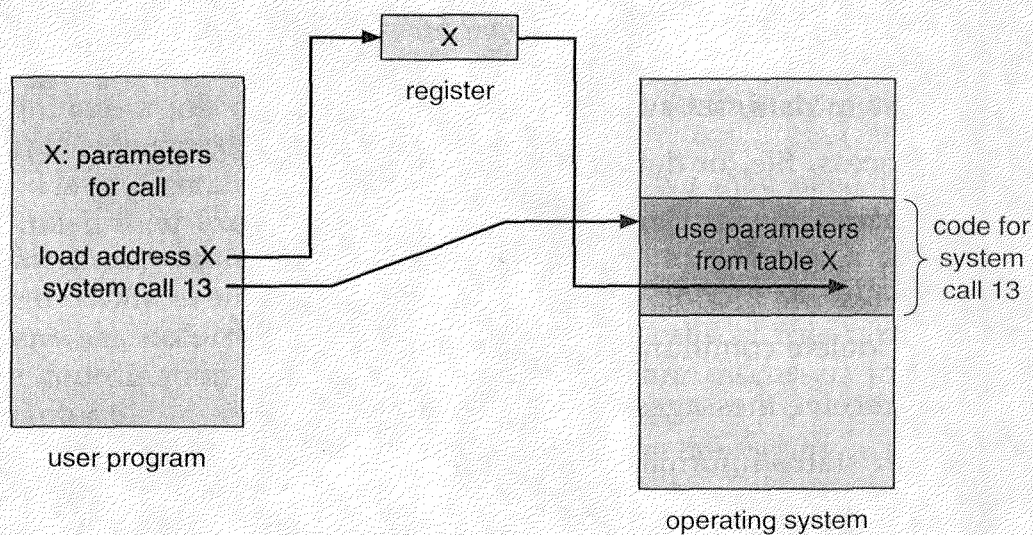 X
register
X: parameters
for call
load address X
system call 13
user program
use parameters
from table X
code for
system
call 13
operating system